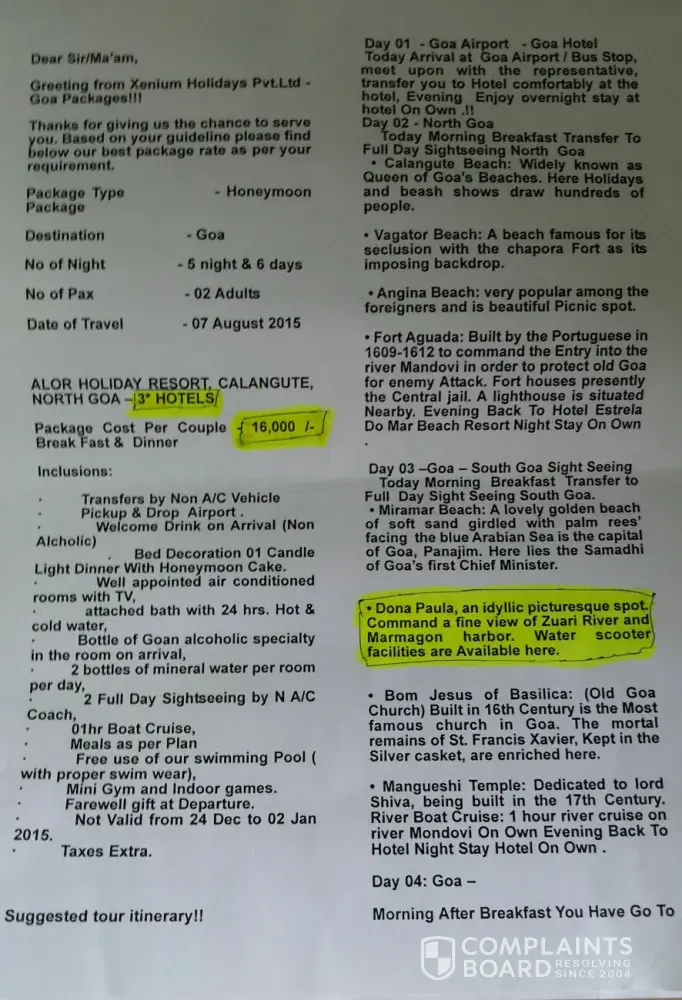 Dear Sir/Ma'am,
Greeting from Xenium Holidays Pvt.Ltd -
Goa Packages!!!
Thanks for giving us the chance to serve
you. Based on your guideline please find
below our best package rate as per your
requirement.
Package Type - Honeymoon
Package
Destination - Goa
No of Night - 5 night & 6 days
No of Pax - 02 Adults
Date of Travel - 07 August 2015
ALOR HOLIDAY RESORT, CALANGUTE,
NORTH GOA – 3* HOTELS
Package Cost Per Couple - 16,000 /-
Break Fast & Dinner
Inclusions:
· Transfers by Non A/C Vehicle
· Pickup & Drop Airport .
· Welcome Drink on Arrival (Non
Alcholic)
. Bed Decoration 01 Candle
Light Dinner With Honeymoon Cake.
· Well appointed air conditioned
rooms with TV,
· attached bath with 24 hrs. Hot &
cold water,
· Bottle of Goan alcoholic specialty
in the room on arrival,
· 2 bottles of mineral water per room
per day,
· 2 Full Day Sightseeing by N A/C
Coach,
· 01hr Boat Cruise,
· Meals as per Plan
· Free use of our swimming Pool (
with proper swim wear),
· Mini Gym and Indoor games.
· Farewell gift at Departure.
· Not Valid from 24 Dec to 02 Jan
2015.
· Taxes Extra.
Suggested tour itinerary!!
Day 01 - Goa Airport - Goa Hotel
Today Arrival at Goa Airport / Bus Stop,
meet upon with the representative,
transfer you to Hotel comfortably at the
hotel, Evening Enjoy overnight stay at
hotel On Own .!!
Day 02 - North Goa
Today Morning Breakfast Transfer To
Full Day Sightseeing North Goa
• Calangute Beach: Widely known as
Queen of Goa's Beaches. Here Holidays
and beash shows draw hundreds of
people.
• Vagator Beach: A beach famous for its
seclusion with the chapora Fort as its
imposing backdrop.
• Angina Beach: very popular among the
foreigners and is beautiful Picnic spot.
• Fort Aguada: Built by the Portuguese in
1609-1612 to command the Entry into the
river Mandovi in order to protect old Goa
for enemy Attack. Fort houses presently
the Central jail. A lighthouse is situated
Nearby. Evening Back To Hotel Estrela
Do Mar Beach Resort Night Stay On Own
.
Day 03 –Goa – South Goa Sight Seeing
Today Morning Breakfast Transfer to
Full Day Sight Seeing South Goa.
• Miramar Beach: A lovely golden beach
of soft sand girdled with palm rees'
facing the blue Arabian Sea is the capital
of Goa, Panajim. Here lies the Samadhi
of Goa's first Chief Minister.
• Dona Paula, an idyllic picturesque spot.
Command a fine view of Zuari River and
Marmagon harbor. Water scooter
facilities are Available here.
• Bom Jesus of Basilica: (Old Goa
Church) Built in 16th Century is the Most
famous church in Goa. The mortal
remains of St. Francis Xavier, Kept in the
Silver casket, are enriched here.
• Mangueshi Temple: Dedicated to lord
Shiva, being built in the 17th Century.
River Boat Cruise: 1 hour river cruise on
river Mondovi On Own Evening Back To
Hotel Night Stay Hotel On Own .
Day 04: Goa –
Morning After Breakfast You Have Go To
COMPLAINTS
BOARD RESOLVING
SINCE 2004